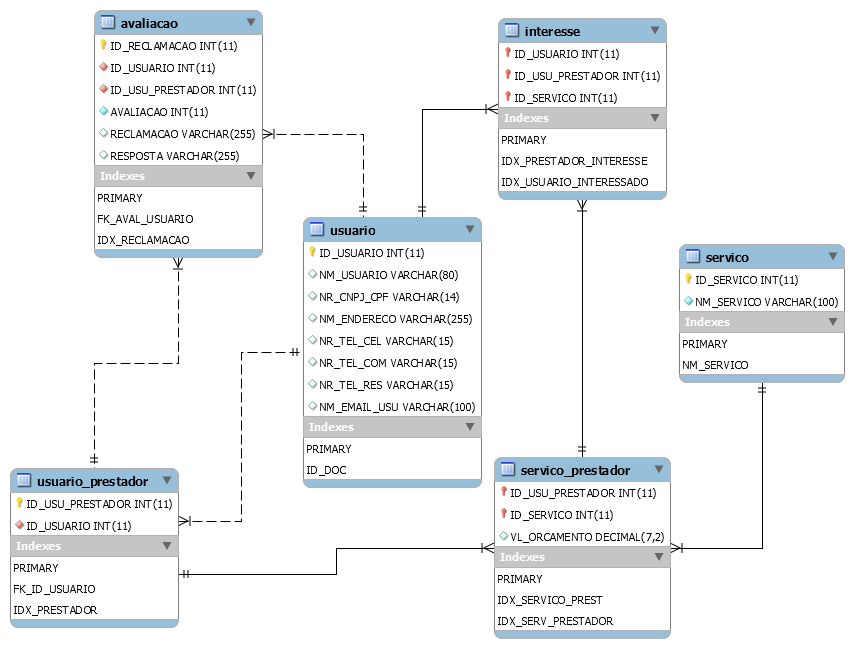 avaliacao
ID_RECLAMACAO INT(11)
ID_USUARIO INT(11)
ID_USU_PRESTADOR INT(11)
AVALIACAO INT(11)
RECLAMACAO VARCHAR(255)
RESPOSTA VARCHAR(255)
Indexes
PRIMARY
FK_AVAL_USUARIO
IDX_RECLAMACAO
interesse
ID_USUARIO INT(11)
ID_USU_PRESTADOR INT(11)
ID_SERVICO INT(11)
Indexes
PRIMARY
IDX_PRESTADOR_INTERESSE
IDX_USUARIO_INTERESSADO
usuario
ID_USUARIO INT(11)
NM_USUARIO VARCHAR(80)
NR_CNPJ_CPF VARCHAR(14)
NM_ENDERECO VARCHAR(255)
NR_TEL_CEL VARCHAR(15)
NR_TEL_COM VARCHAR(15)
NR_TEL_RES VARCHAR(15)
NM_EMAIL_USU VARCHAR(100)
Indexes
PRIMARY
ID_DOC
servico
ID_SERVICO INT(11)
NM_SERVICO VARCHAR(100)
Indexes
PRIMARY
NM_SERVICO
usuario_prestador
ID_USU_PRESTADOR INT(11)
ID_USUARIO INT(11)
Indexes
PRIMARY
FK_ID_USUARIO
IDX_PRESTADOR
servico_prestador
ID_USU_PRESTADOR INT(11)
ID_SERVICO INT(11)
VL_ORCAMENTO DECIMAL(7,2)
Indexes
PRIMARY
IDX_SERVICO_PREST
IDX_SERV_PRESTADOR